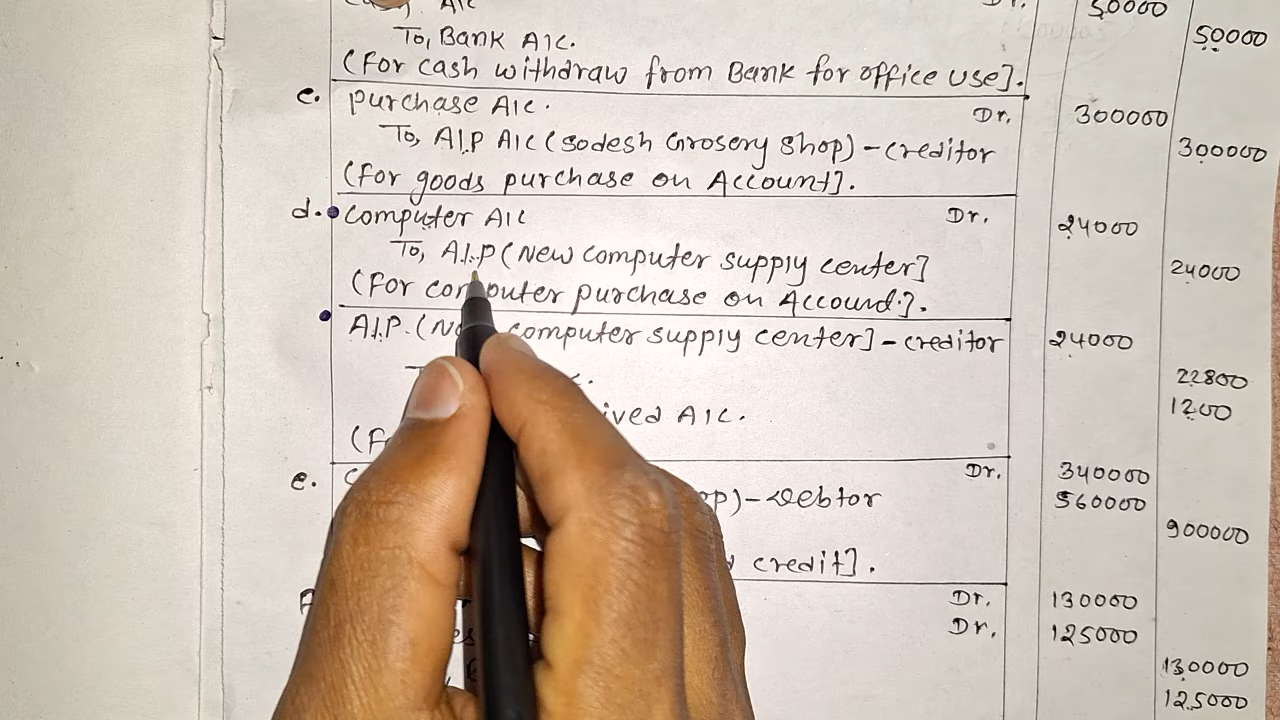 A/C Dr. 50000
To, Bank A/C. 50000
(For cash withdraw from Bank for office use].
c. purchase A/C. Dr. 300000
To, A/P A/C (Sodesh Grosery Shop) - creditor 300000
(For goods purchase on Account].
d. computer A/C Dr. 24000
To, A/P (New computer supply center] 24000
(For computer purchase on Accound.].
A/P. ( computer supply center] - creditor 24000
22800
A/C. 1200
e. Dr. 340000
- Debtor 560000
900000
credit].
Dr. 130000
Dr. 125000
130000
125000